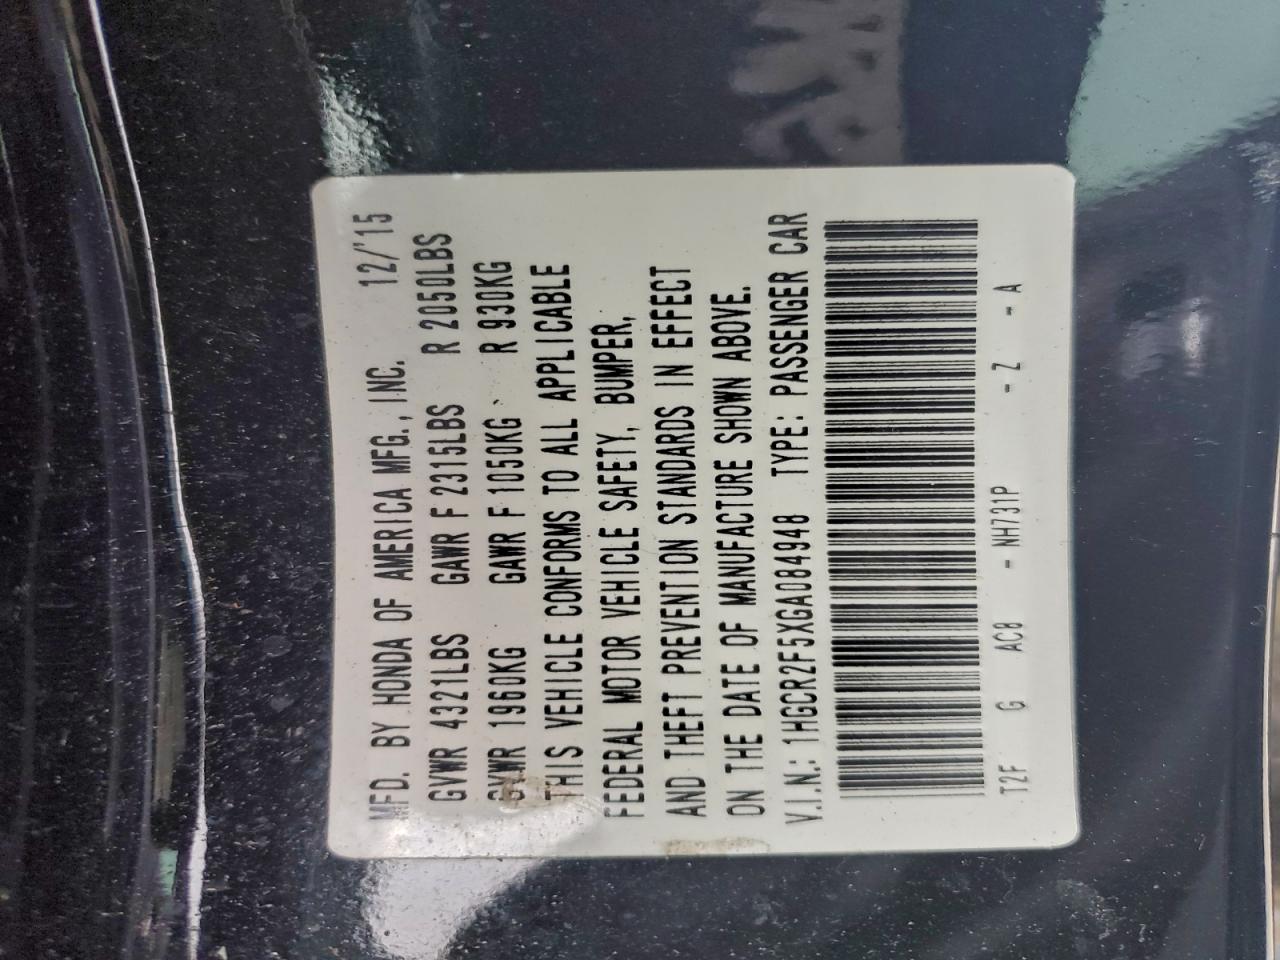 MFD. BY HONDA OF AMERICA MFG., INC. 12/'15
GVWR 4321LBS GAWR F 2315LBS R 2050LBS
GVWR 1960KG GAWR F 1050KG R 930KG
THIS VEHICLE CONFORMS TO ALL APPLICABLE
FEDERAL MOTOR VEHICLE SAFETY, BUMPER,
AND THEFT PREVENTION STANDARDS IN EFFECT
ON THE DATE OF MANUFACTURE SHOWN ABOVE.
V.I.N.: 1HGCR2F5XGA084948 TYPE: PASSENGER CAR
T2F G AC8 - NH731P - Z - A